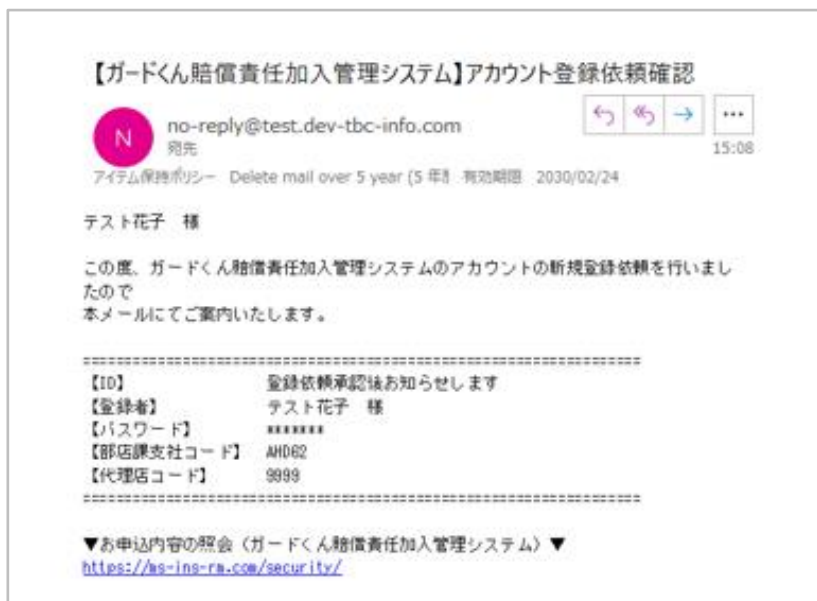 【ガードくん賠償責任加入管理システム】アカウント登録依頼確認
N
no-reply@test.dev-tbc-info.com
宛先
15:08
アイテム保持ポリシー Delete mail over 5 year (5 年 有効期限 2030/02/24
テスト花子 様
この度、ガードくん賠償責任加入管理システムのアカウントの新規登録依頼を行いまし
たので
本メールにてご案内いたします。
==================================================================
【ID】 登録依頼承認後お知らせします
【登録者】 テスト花子 様
【パスワード】 *******
【部店課支社コード】 AHD62
【代理店コード】 9999
==================================================================
▼お申込内容の照会（ガードくん賠償責任加入管理システム）▼
https://ms-ins-rm.com/security/